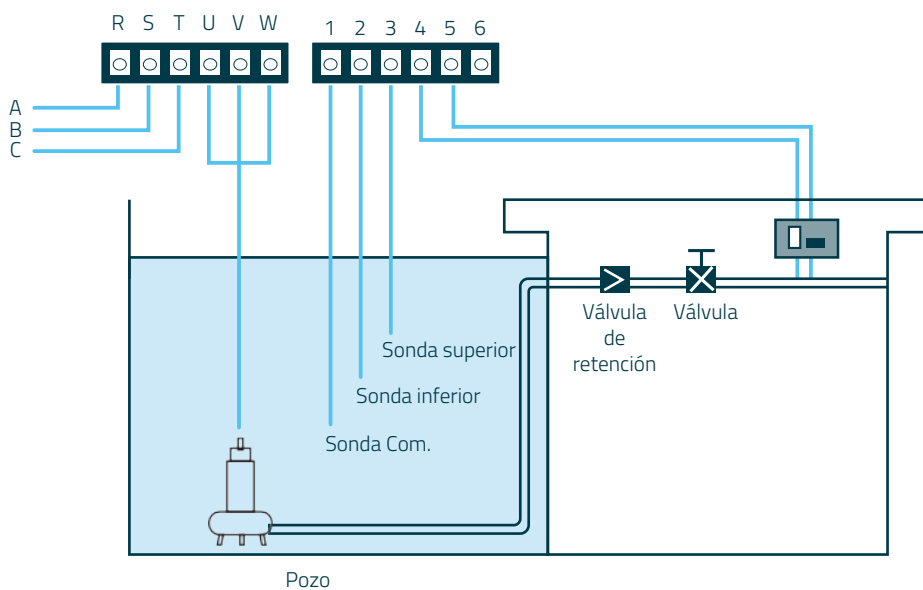 R S T U V W
1 2 3 4 5 6
A
B
C
Sonda superior
Sonda inferior
Sonda Com.
Válvula
de
retención
Válvula
Pozo